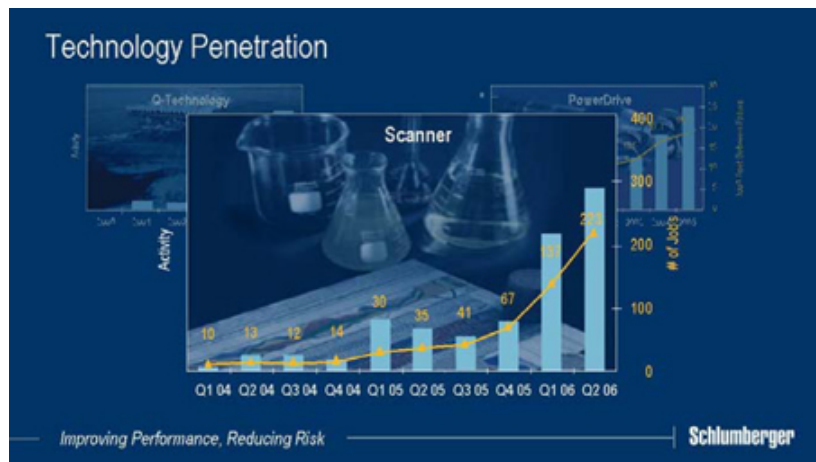 Technology Penetration
Q-Technology
PowerDrive
Scanner
Activity
Activity
400
300
200
100
0
# of Jobs
10
13
12
14
30
35
41
67
137
223
Q1 04 Q2 04 Q3 04 Q4 04 Q1 05 Q2 05 Q3 05 Q4 05 Q1 06 Q2 06
Improving Performance, Reducing Risk
Schlumberger